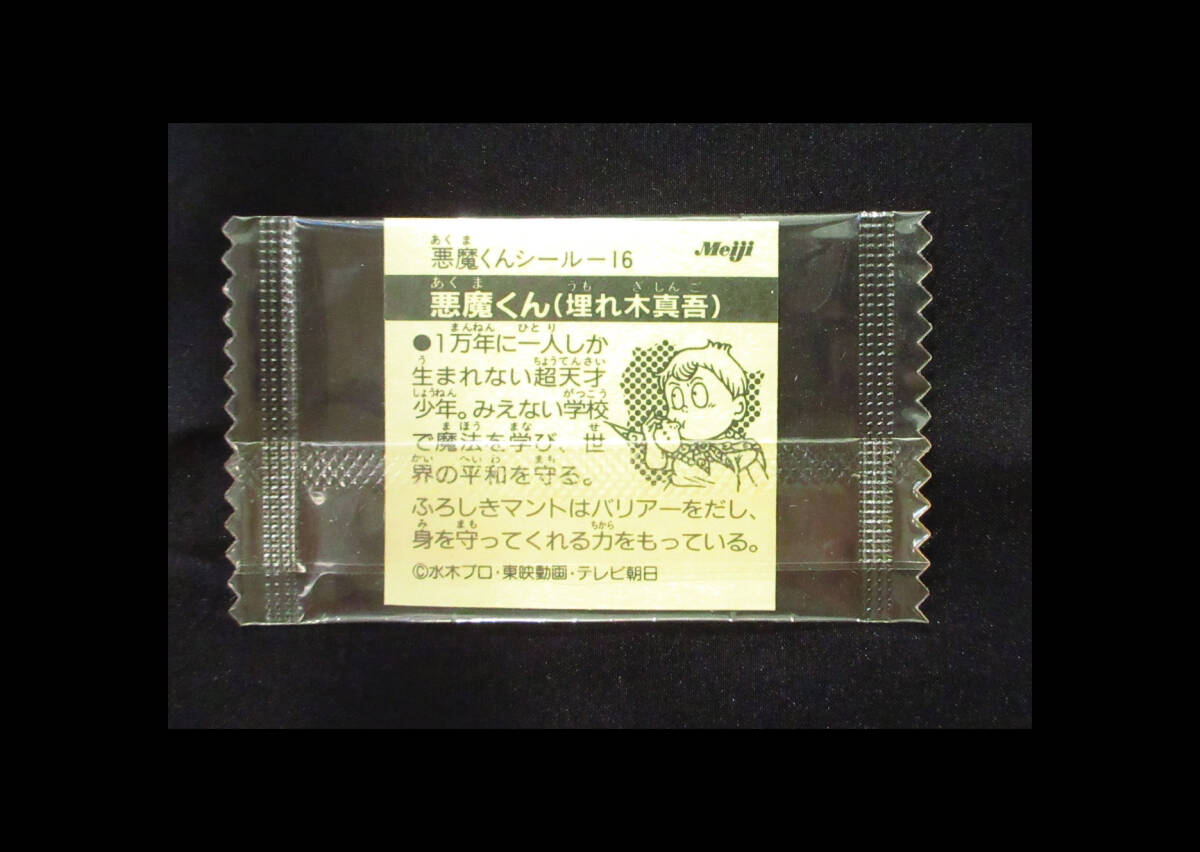 悪魔くんシール－16
Meiji
悪魔くん(埋れ木真吾)
●1万年に一人しか
生まれない超天才
少年。みえない学校
で魔法を学び、世
界の平和を守る。
ふろしきマントはバリアーをだし、
身を守ってくれる力をもっている。
©水木プロ・東映動画・テレビ朝日